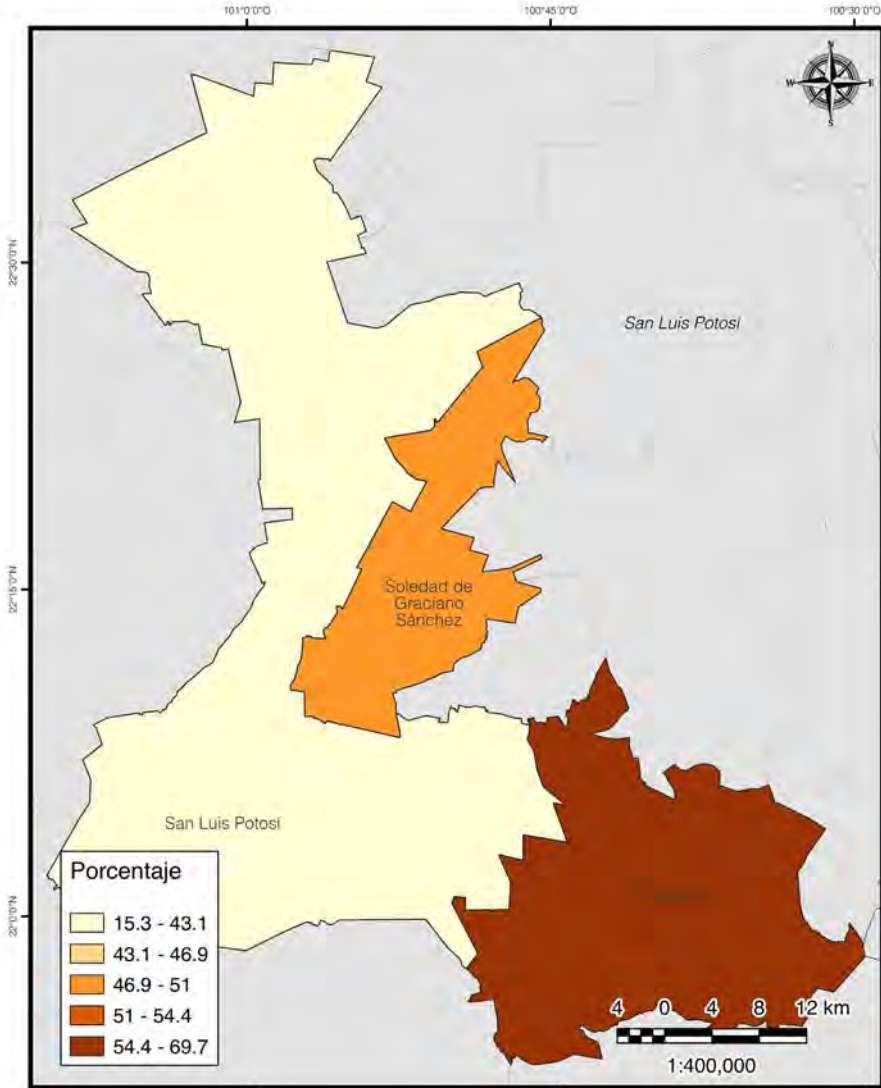 101°0'0"O
100°45'0"O
100°30'0"O
N
W
E
S
22°30'0"N
San Luis Potosí
22°15'0"N
Soledad de
Graciano
Sánchez
San Luis Potosí
22°0'0"N
Porcentaje
15.3 - 43.1
43.1 - 46.9
46.9 - 51
51 - 54.4
54.4 - 69.7
4 0 4 8 12 km
1:400,000